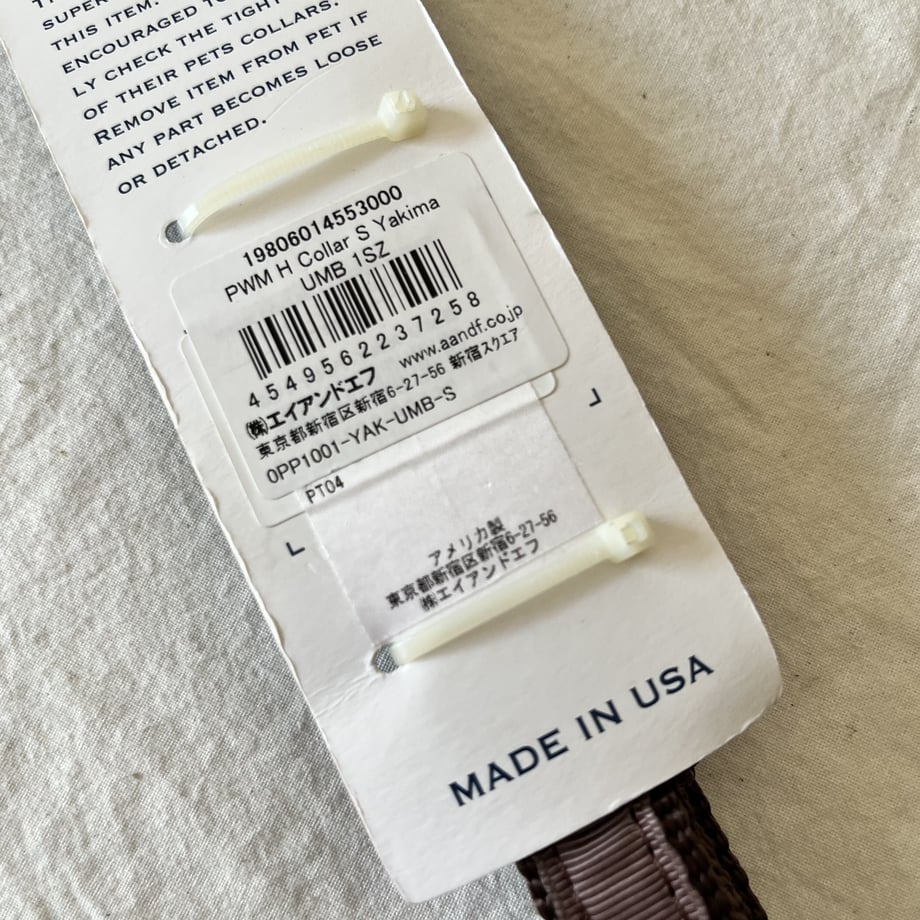 SUPER
THIS ITEM.
ENCOURAGED TO
LY CHECK THE TIGHT
OF THEIR PETS COLLARS.
REMOVE ITEM FROM PET IF
ANY PART BECOMES LOOSE
OR DETACHED.
19806014553000
PWM H Collar S Yakima
UMB 1SZ
4549562237258
㈱エイアンドエフ www.aandf.co.jp
東京都新宿区新宿6-27-56 新宿スクエア
0PP1001-YAK-UMB-S
PT04
アメリカ製
東京都新宿区新宿6-27-56
㈱エイアンドエフ
MADE IN USA